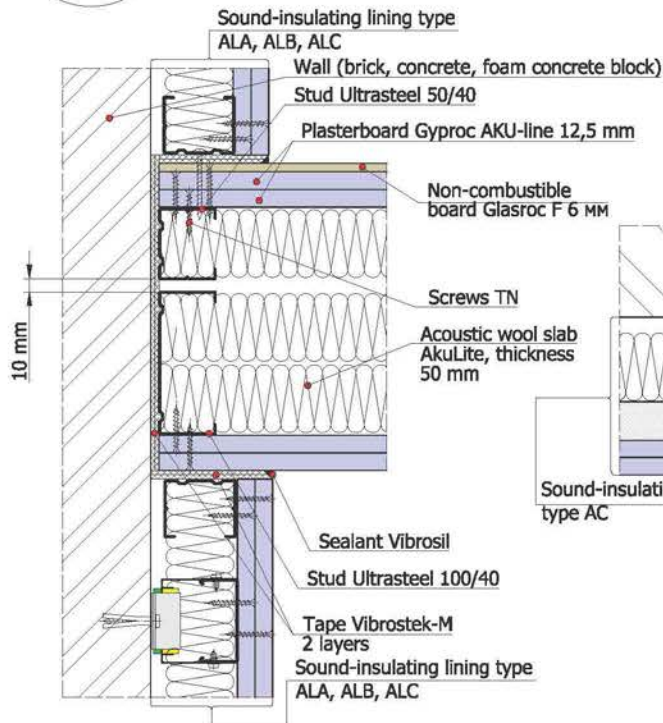 Sound-insulating lining type
ALA, ALB, ALC
Wall (brick, concrete, foam concrete block)
Stud Ultrasteel 50/40
Plasterboard Gyproc AKU-line 12,5 mm
Non-combustible
board Glasroc F 6 мм
Screws TN
10 mm
Acoustic wool slab
AkuLite, thickness
50 mm
Sound-insulati
type AC
Sealant Vibrosil
Stud Ultrasteel 100/40
Tape Vibrostek-M
2 layers
Sound-insulating lining type
ALA, ALB, ALC